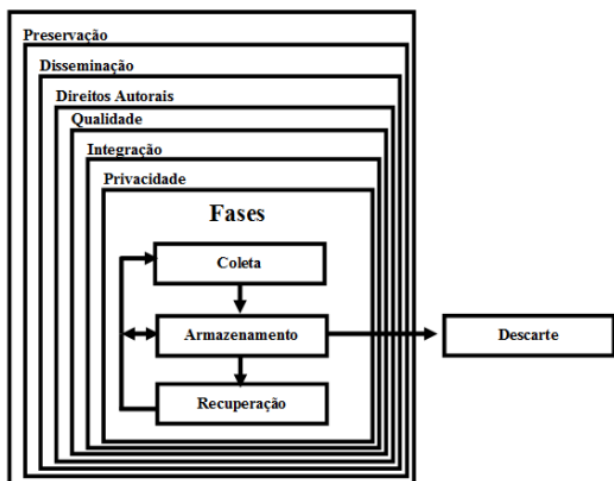 Preservação
Disseminação
Direitos Autorais
Qualidade
Integração
Privacidade
Fases
Coleta
Armazenamento
Descarte
Recuperação